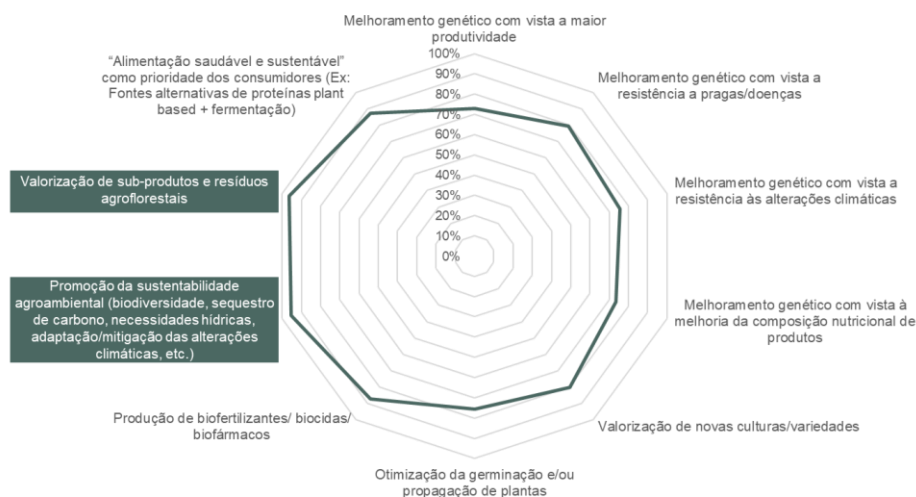 Melhoramento genético com vista a maior
produtividade
100%
90%
80%
70%
60%
50%
40%
30%
20%
10%
0%
Melhoramento genético com vista a
resistência a pragas/doenças
Melhoramento genético com vista a
resistência às alterações climáticas
Melhoramento genético com vista à
melhoria da composição nutricional de
produtos
Valorização de novas culturas/variedades
Otimização da germinação e/ou
propagação de plantas
Produção de biofertilizantes/ biocidas/
biofármacos
Promoção da sustentabilidade
agroambiental (biodiversidade, sequestro
de carbono, necessidades hídricas,
adaptação/mitigação das alterações
climáticas, etc.)
Valorização de sub-produtos e resíduos
agroflorestais
“Alimentação saudável e sustentável”
como prioridade dos consumidores (Ex:
Fontes alternativas de proteínas plant
based + fermentação)